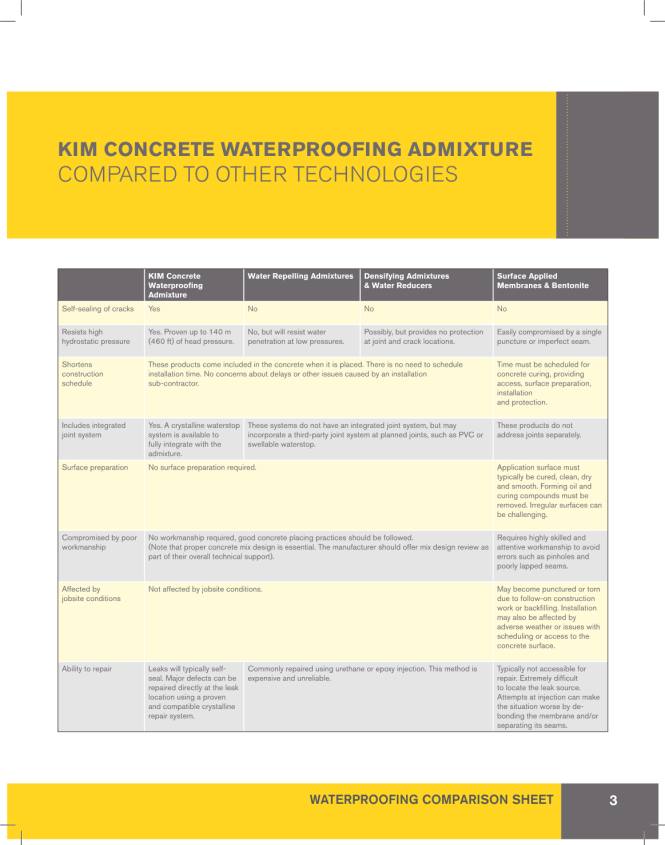 KIM CONCRETE WATERPROOFING ADMIXTURE
COMPARED TO OTHER TECHNOLOGIES
KIM Concrete
Waterproofing
Admixture
Water Repelling Admixtures
Densifying Admixtures
& Water Reducers
Surface Applied
Membranes & Bentonite
Self-sealing of cracks
Yes
No
No
No
Resists high
hydrostatic pressure
Yes. Proven up to 140 m
(460 ft) of head pressure.
No, but will resist water
penetration at low pressures.
Possibly, but provides no protection
at joint and crack locations.
Easily compromised by a single
puncture or imperfect seam.
Shortens
construction
schedule
These products come included in the concrete when it is placed. There is no need to schedule
installation time. No concerns about delays or other issues caused by an installation
sub-contractor.
Time must be scheduled for
concrete curing, providing
access, surface preparation,
installation
and protection.
Includes integrated
joint system
Yes. A crystalline waterstop
system is available to
fully integrate with the
admixture.
These systems do not have an integrated joint system, but may
incorporate a third-party joint system at planned joints, such as PVC or
swellable waterstop.
These products do not
address joints separately.
Surface preparation
No surface preparation required.
Application surface must
typically be cured, clean, dry
and smooth. Forming oil and
curing compounds must be
removed. Irregular surfaces can
be challenging.
Compromised by poor
workmanship
No workmanship required, good concrete placing practices should be followed.
(Note that proper concrete mix design is essential. The manufacturer should offer mix design review as
part of their overall technical support).
Requires highly skilled and
attentive workmanship to avoid
errors such as pinholes and
poorly lapped seams.
Affected by
jobsite conditions
Not affected by jobsite conditions.
May become punctured or torn
due to follow-on construction
work or backfilling. Installation
may also be affected by
adverse weather or issues with
scheduling or access to the
concrete surface.
Ability to repair
Leaks will typically self-
seal. Major defects can be
repaired directly at the leak
location using a proven
and compatible crystalline
repair system.
Commonly repaired using urethane or epoxy injection. This method is
expensive and unreliable.
Typically not accessible for
repair. Extremely difficult
to locate the leak source.
Attempts at injection can make
the situation worse by de-
bonding the membrane and/or
separating its seams.
WATERPROOFING COMPARISON SHEET
3